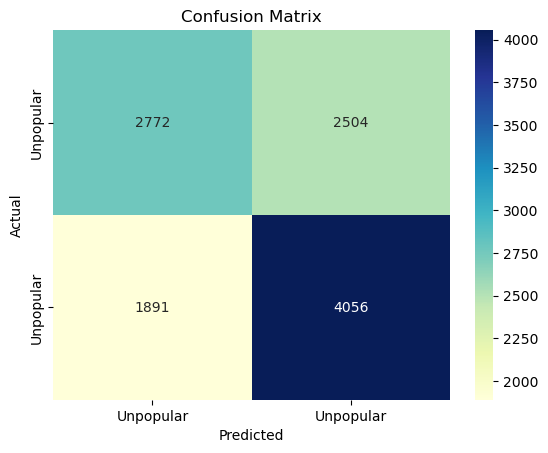 Confusion Matrix
Actual
Unpopular
2772 2504
Unpopular
1891 4056
Unpopular Unpopular
Predicted
4000
3750
3500
3250
3000
2750
2500
2250
2000